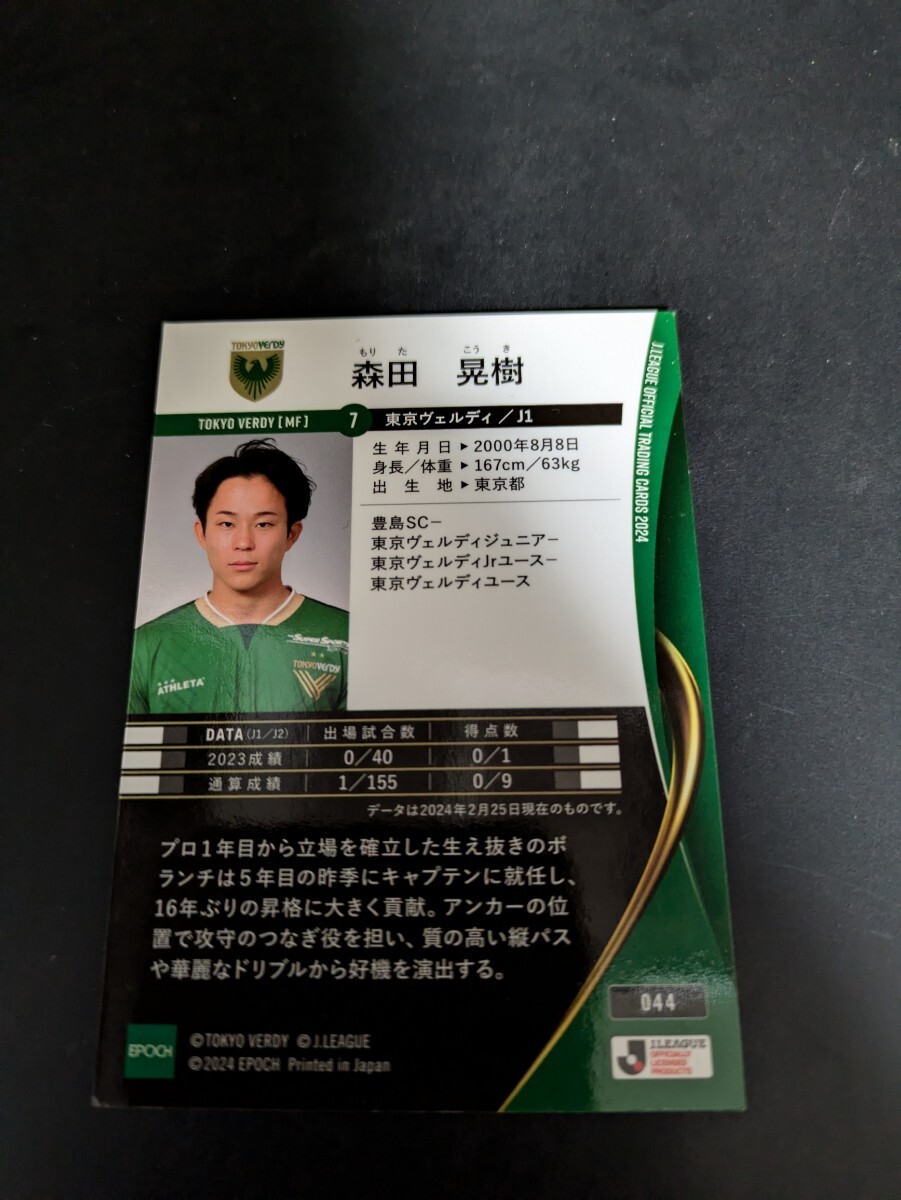 TOKYO VERDY
もり た こう き
森田 晃樹
TOKYO VERDY [MF] 7 東京ヴェルディ/J1
生年月日▶2000年8月8日
身長/体重▶167cm/63kg
出生地▶東京都
豊島SC−
東京ヴェルディジュニア−
東京ヴェルディJrユース−
東京ヴェルディユース
J.LEAGUE OFFICIAL TRADING CARDS 2024
SUPER SPORTS
TOKYO VERDY
ATHLETA
DATA(J1/J2) 出場試合数 得点数
2023成績 0/40 0/1
通算成績 1/155 0/9
データは2024年2月25日現在のものです。
プロ1年目から立場を確立した生え抜きのボ
ランチは5年目の昨季にキャプテンに就任し、
16年ぶりの昇格に大きく貢献。アンカーの位
置で攻守のつなぎ役を担い、質の高い縦パス
や華麗なドリブルから好機を演出する。
044
EPOCH
©TOKYO VERDY ©J.LEAGUE
©2024 EPOCH Printed in Japan
J.LEAGUE
OFFICIALLY
LICENSED
PRODUCTS